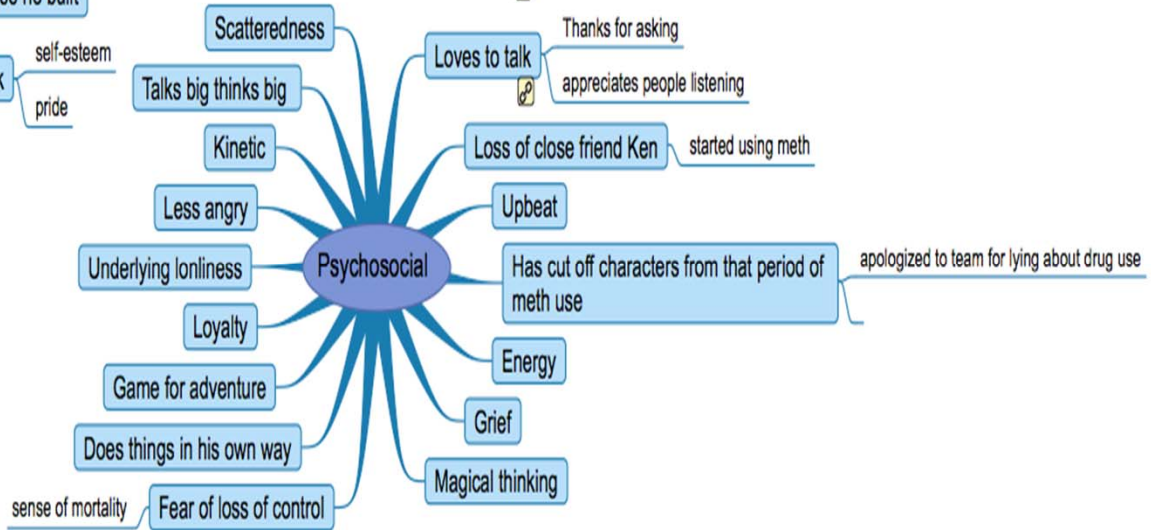 Scatteredness
Talks big thinks big
Kinetic
Less angry
Underlying lonliness
Loyalty
Game for adventure
Does things in his own way
Fear of loss of control
sense of mortality
self-esteem
pride
Psychosocial
Loves to talk
Thanks for asking
appreciates people listening
Loss of close friend Ken
started using meth
Upbeat
Has cut off characters from that period of
meth use
apologized to team for lying about drug use
Energy
Grief
Magical thinking